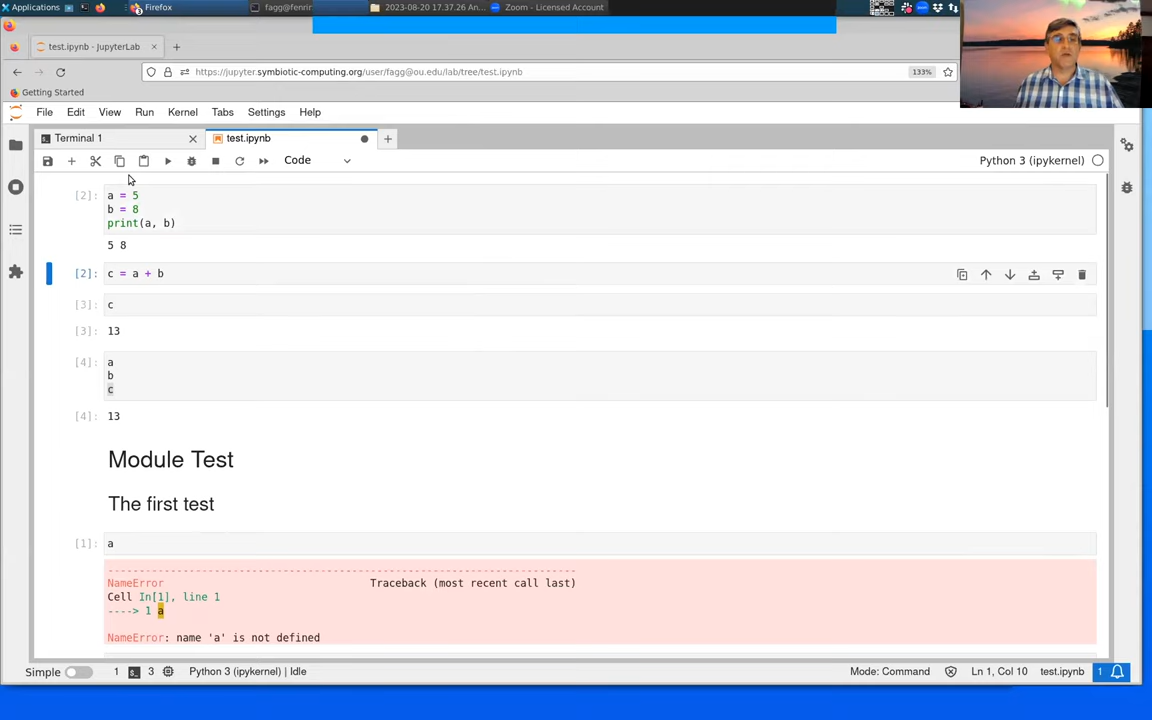 Applications
Firefox
fagg@fenrir
2023-08-20 17.37.26 An...
Zoom - Licensed Account
test.ipynb - JupyterLab
https://jupyter.symbiotic-computing.org/user/fagg@ou.edu/lab/tree/test.ipynb
133%
Getting Started
File Edit View Run Kernel Tabs Settings Help
Terminal 1
test.ipynb
Code
Python 3 (ipykernel)
[2]: a = 5
b = 8
print(a, b)
5 8
[2]: c = a + b
[3]: c
[3]: 13
[4]: a
b
c
[4]: 13
Module Test
The first test
[1]: a
---------------------------------------------------------------------------
NameError Traceback (most recent call last)
Cell In[1], line 1
----> 1 a
NameError: name 'a' is not defined
Simple 1 3 Python 3 (ipykernel) | Idle Mode: Command Ln 1, Col 10 test.ipynb 1